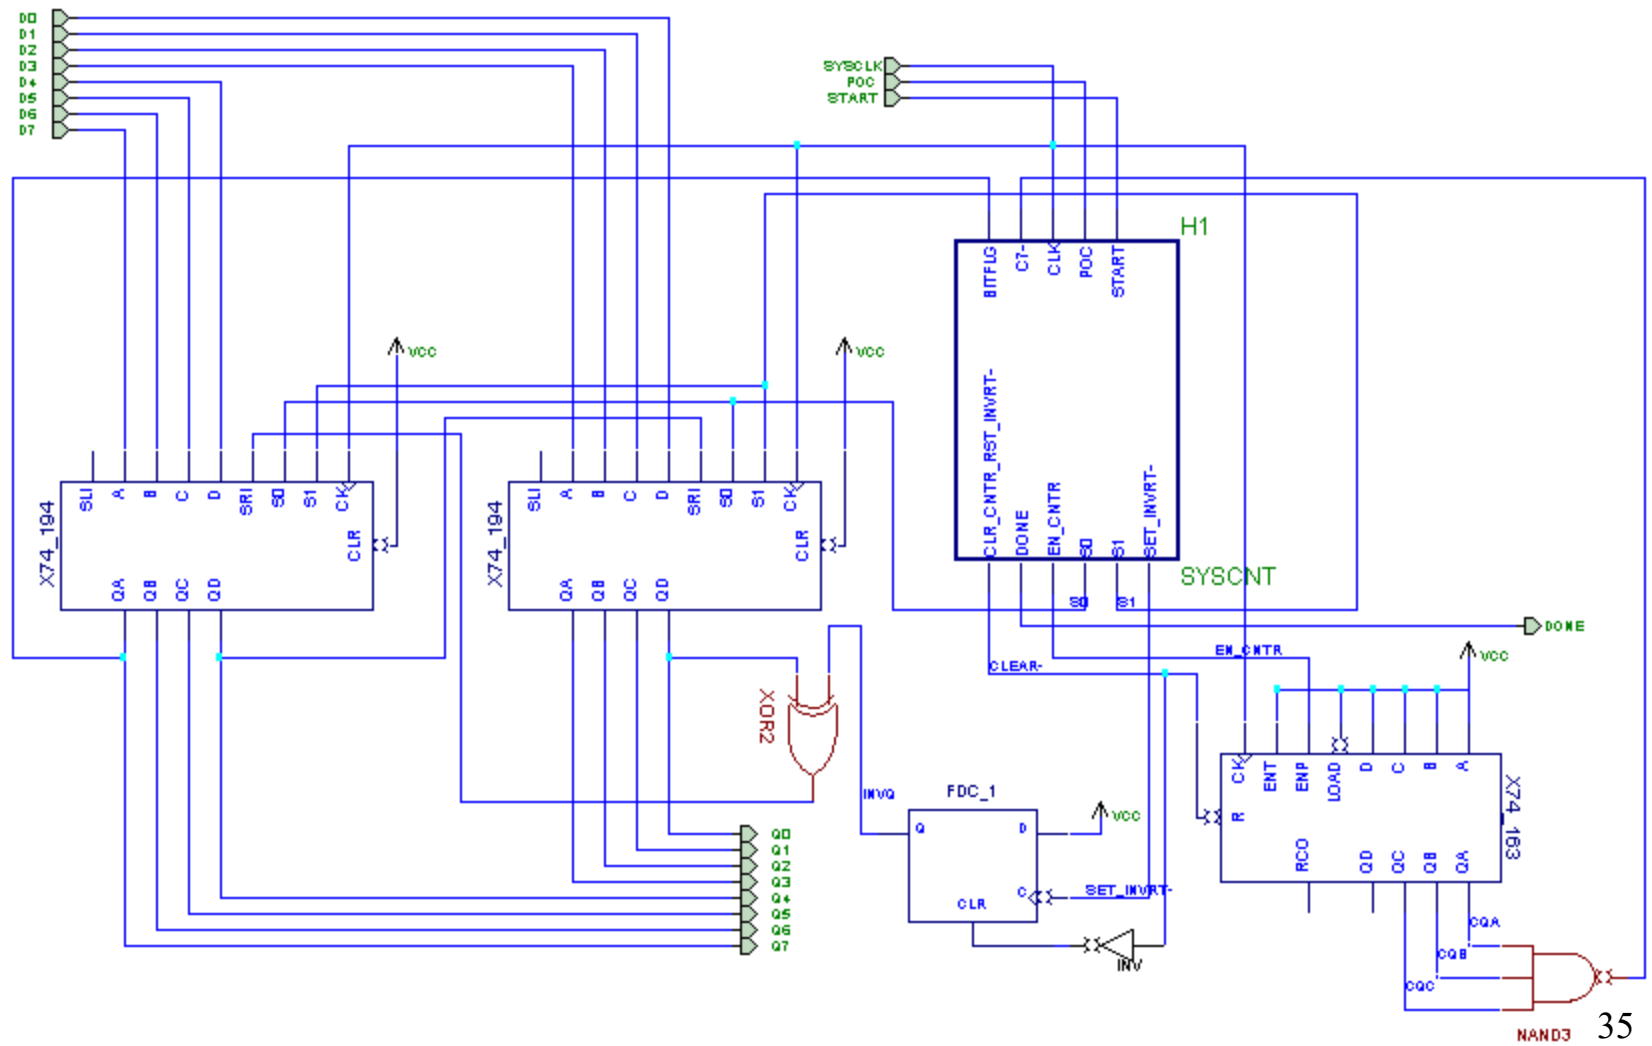 D0
D1
D2
D3
D4
D5
D6
D7
SYSCLK
POC
START
H1
BITFLG C7- CLK POC START
VCC
VCC
CLR_CNTR_RST_INVRT- DONE EN_CNTR S0 S1 SET_INVRT-
SYSCNT
X74_194
SLI A B C D SRI S0 S1 CK
CLR
QA QB QC QD
X74_194
SLI A B C D SRI S0 S1 CK
CLR
QA QB QC QD
S0 S1
DONE
CLEAR-
EN_CNTR
VCC
XOR2
INVQ
FDC_1
Q D
C
CLR
VCC
SET_INVRT-
INV
CK ENT ENP LOAD D C B A
R
RCO QD QC QB QA
X74_163
Q0
Q1
Q2
Q3
Q4
Q5
Q6
Q7
CQA
CQB
CQC
NAND3
35